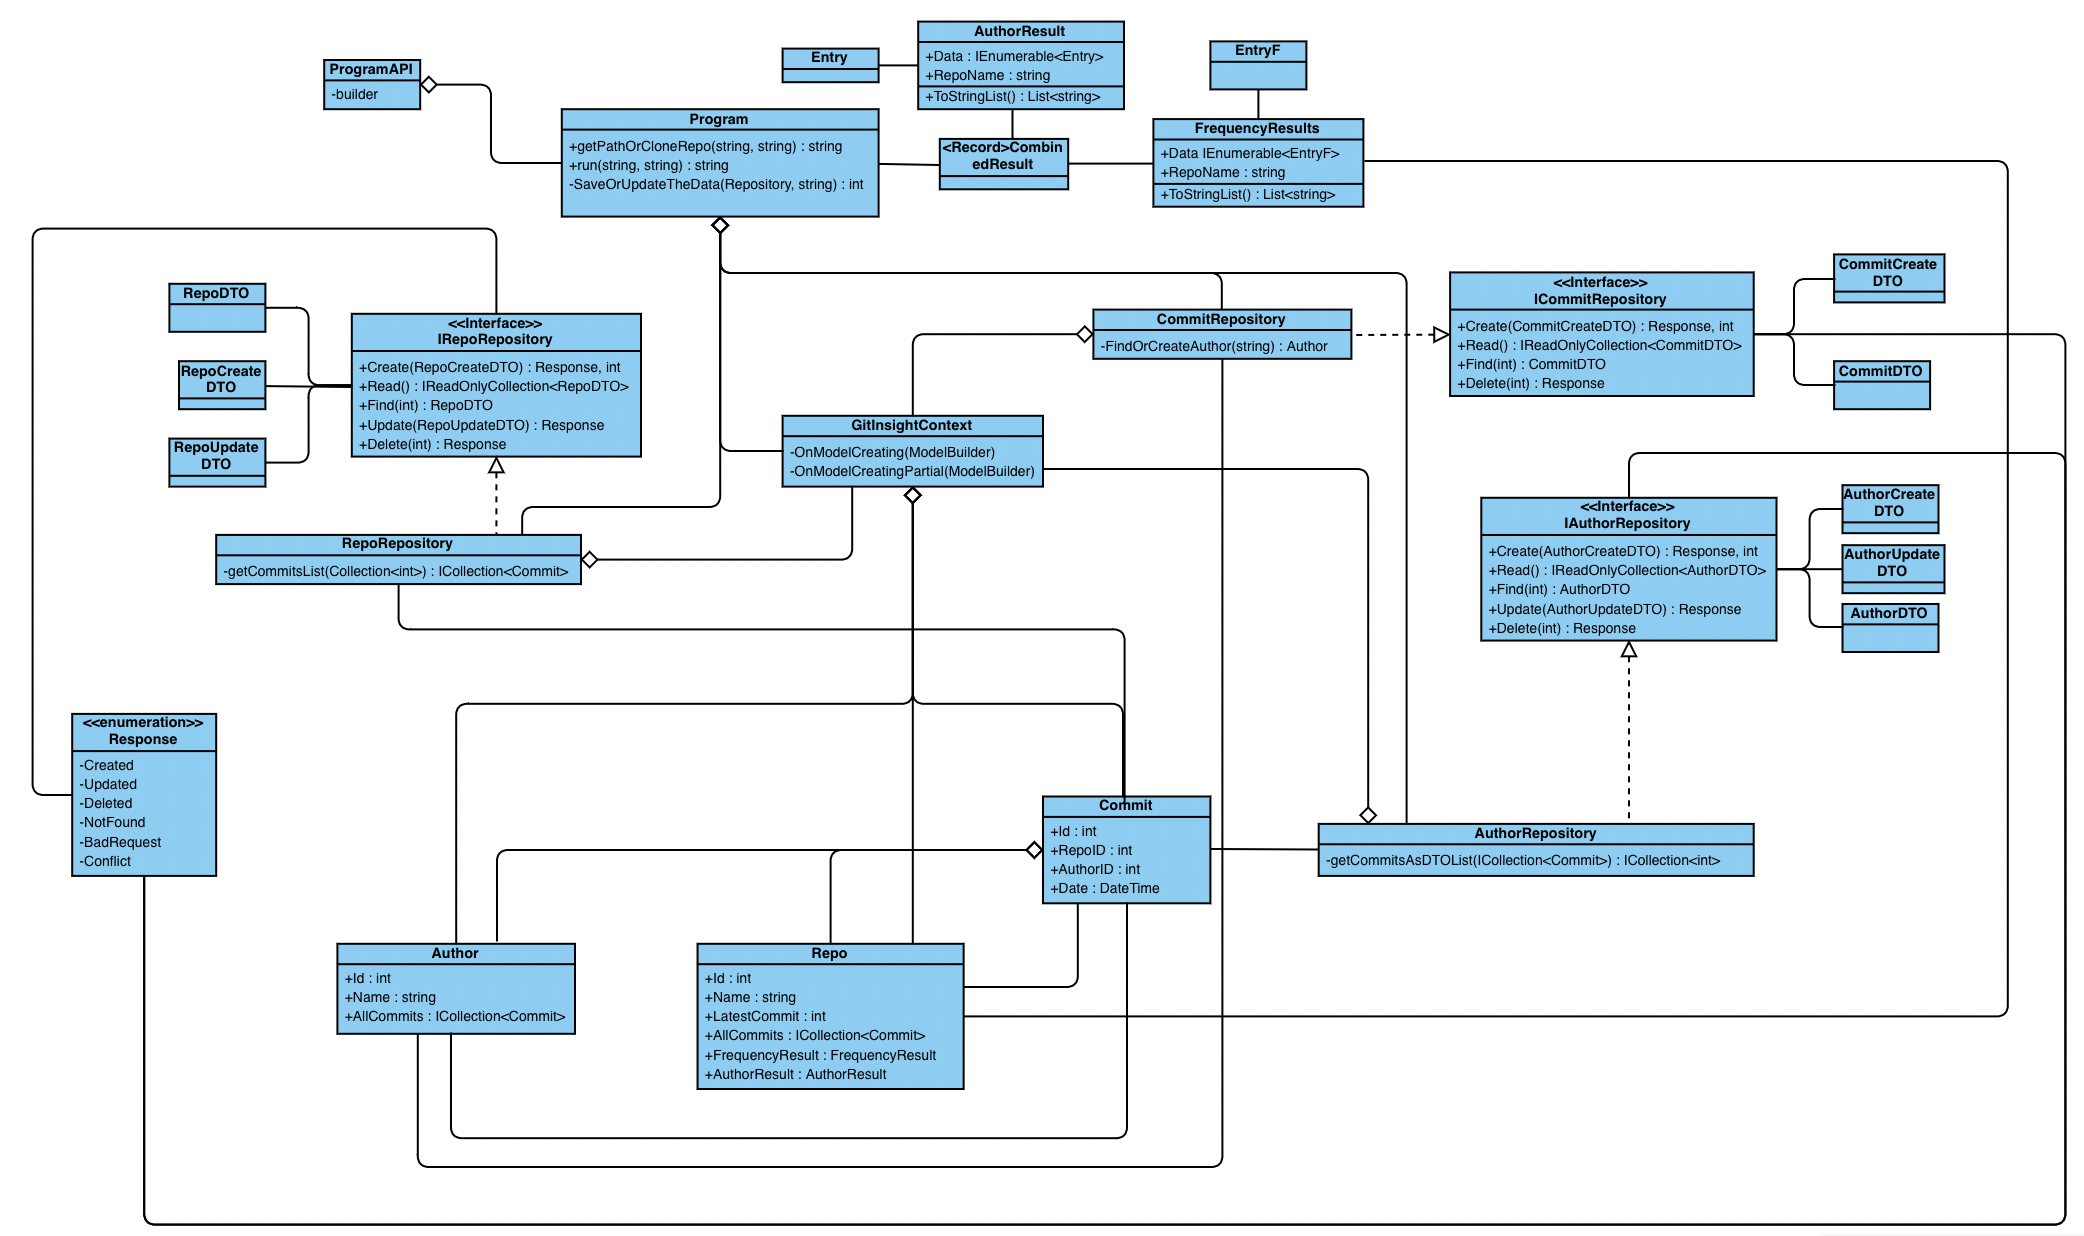 AuthorResult
+Data : IEnumerable<Entry>
+RepoName : string
+ToStringList() : List<string>
Entry
EntryF
ProgramAPI
-builder
Program
+getPathOrCloneRepo(string, string) : string
+run(string, string) : string
-SaveOrUpdateTheData(Repository, string) : int
<Record>Combin
edResult
FrequencyResults
+Data IEnumerable<EntryF>
+RepoName : string
+ToStringList() : List<string>
RepoDTO
RepoCreate
DTO
RepoUpdate
DTO
<<Interface>>
IRepoRepository
+Create(RepoCreateDTO) : Response, int
+Read() : IReadOnlyCollection<RepoDTO>
+Find(int) : RepoDTO
+Update(RepoUpdateDTO) : Response
+Delete(int) : Response
CommitRepository
-FindOrCreateAuthor(string) : Author
<<Interface>>
ICommitRepository
+Create(CommitCreateDTO) : Response, int
+Read() : IReadOnlyCollection<CommitDTO>
+Find(int) : CommitDTO
+Delete(int) : Response
CommitCreate
DTO
CommitDTO
GitInsightContext
-OnModelCreating(ModelBuilder)
-OnModelCreatingPartial(ModelBuilder)
RepoRepository
-getCommitsList(Collection<int>) : ICollection<Commit>
<<Interface>>
IAuthorRepository
+Create(AuthorCreateDTO) : Response, int
+Read() : IReadOnlyCollection<AuthorDTO>
+Find(int) : AuthorDTO
+Update(AuthorUpdateDTO) : Response
+Delete(int) : Response
AuthorCreate
DTO
AuthorUpdate
DTO
AuthorDTO
<<enumeration>>
Response
-Created
-Updated
-Deleted
-NotFound
-BadRequest
-Conflict
Commit
+Id : int
+RepoID : int
+AuthorID : int
+Date : DateTime
AuthorRepository
-getCommitsAsDTOList(ICollection<Commit>) : ICollection<int>
Author
+Id : int
+Name : string
+AllCommits : ICollection<Commit>
Repo
+Id : int
+Name : string
+LatestCommit : int
+AllCommits : ICollection<Commit>
+FrequencyResult : FrequencyResult
+AuthorResult : AuthorResult